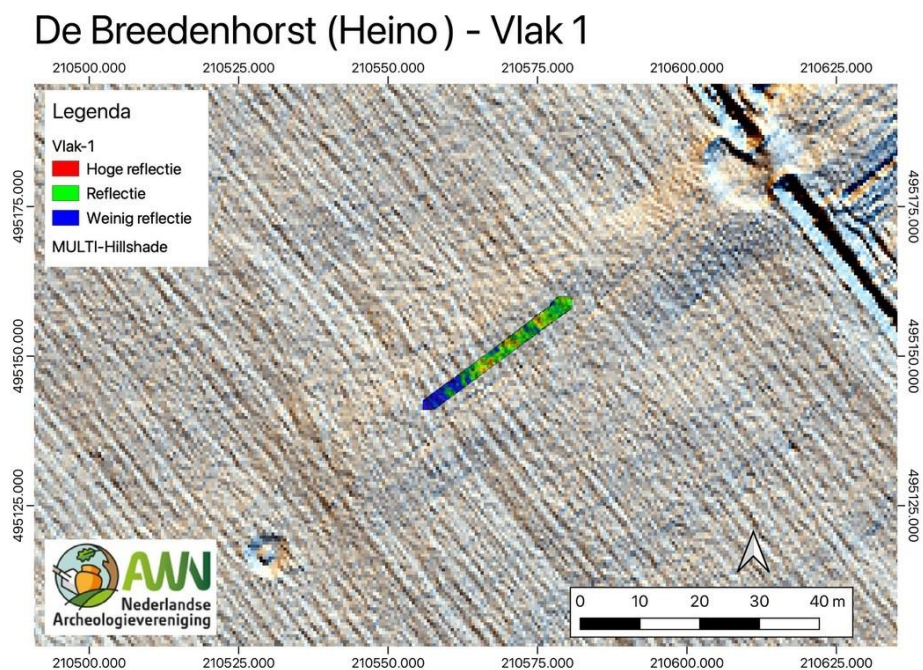 De Breedenhorst (Heino) - Vlak 1
210500.000 210525.000 210550.000 210575.000 210600.000 210625.000
Legenda
Vlak-1
Hoge reflectie
Reflectie
Weinig reflectie
MULTI-Hillshade
495175.000 495175.000
495150.000 495150.000
495125.000 495125.000
AWN
Nederlandse
Archeologievereniging
0 10 20 30 40 m
210500.000 210525.000 210550.000 210575.000 210600.000 210625.000